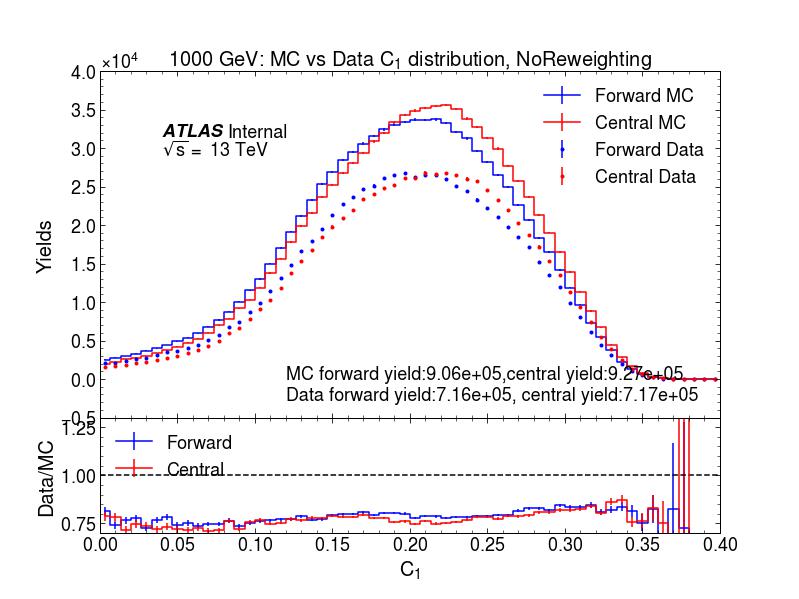 ×10⁴
1000 GeV: MC vs Data C₁ distribution, NoReweighting
4.0
3.5
3.0
2.5
2.0
1.5
1.0
0.5
0.0
0.5
Yields
ATLAS Internal
√s = 13 TeV
Forward MC
Central MC
Forward Data
Central Data
MC forward yield:9.06e+05,central yield:9.27e+05
Data forward yield:7.16e+05, central yield:7.17e+05
1.25
1.00
0.75
Data/MC
Forward
Central
0.00 0.05 0.10 0.15 0.20 0.25 0.30 0.35 0.40
C₁